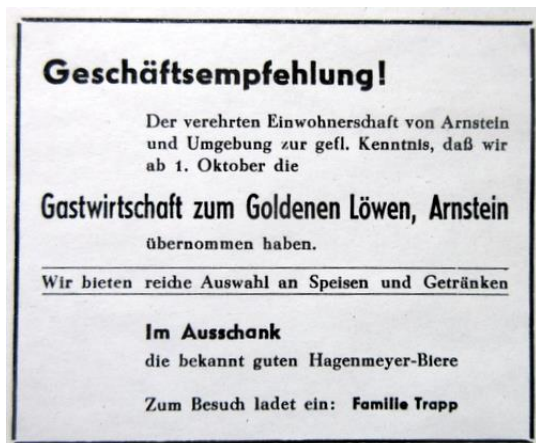 Geschäftsempfehlung!
Der verehrten Einwohnerschaft von Arnstein
und Umgebung zur gefl. Kenntnis, daß wir
ab 1. Oktober die
Gastwirtschaft zum Goldenen Löwen, Arnstein
übernommen haben.
Wir bieten reiche Auswahl an Speisen und Getränken
Im Ausschank
die bekannt guten Hagenmeyer-Biere
Zum Besuch ladet ein: Familie Trapp